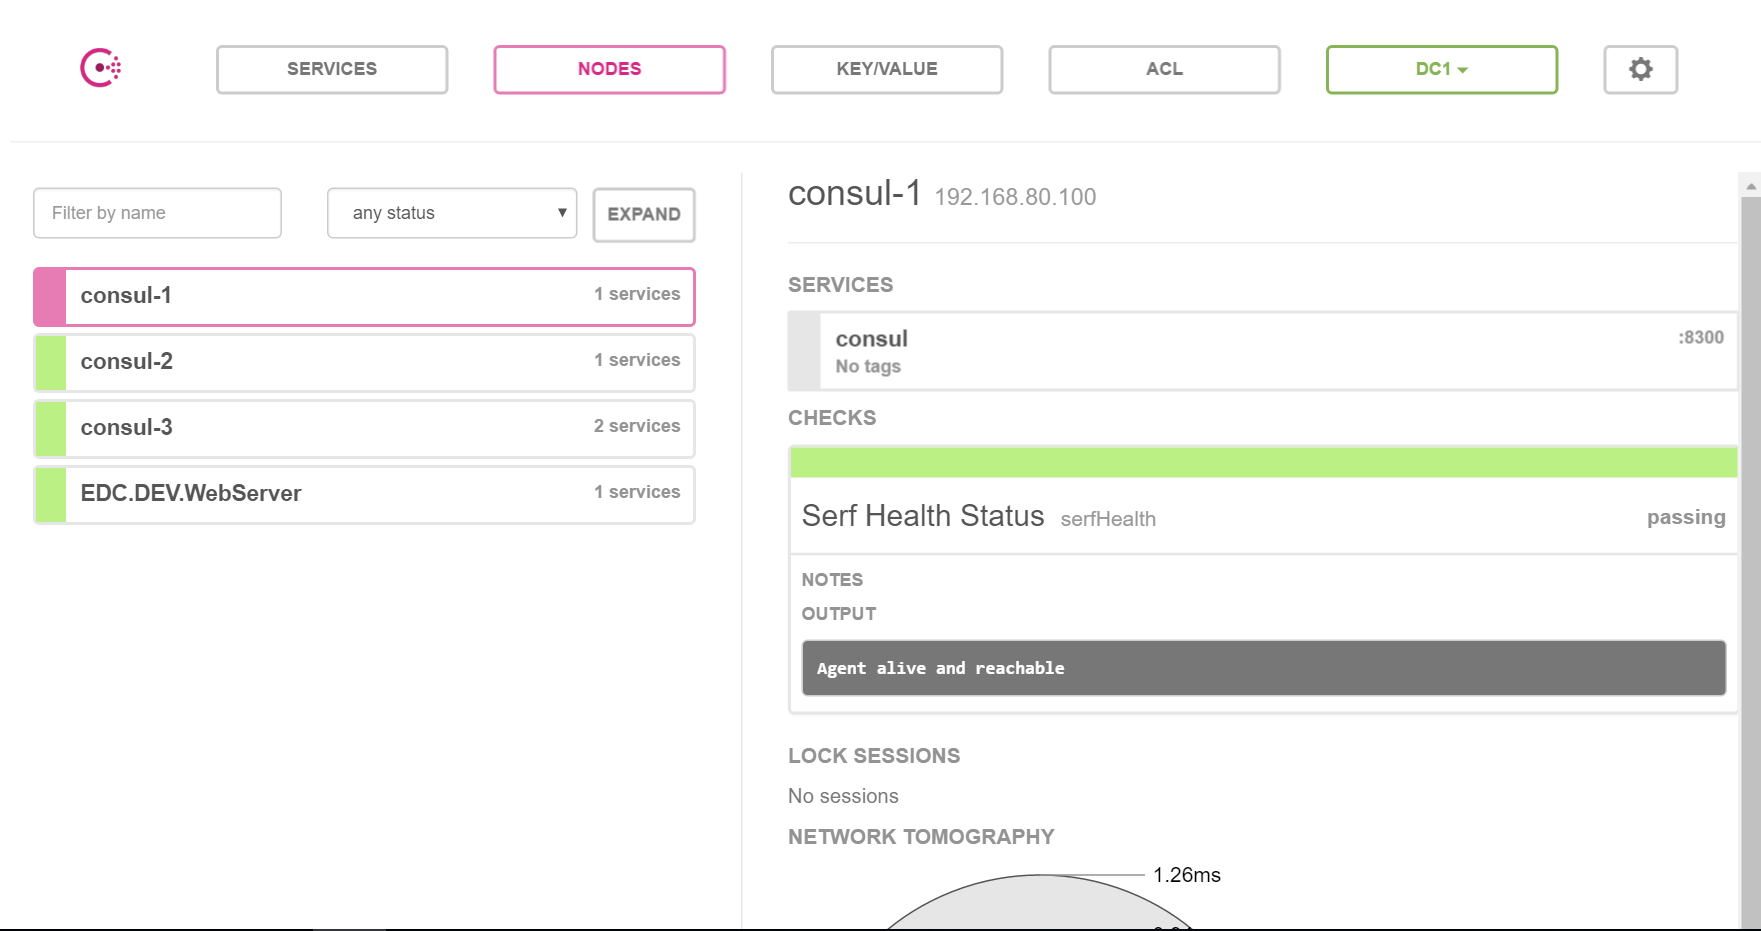 SERVICES
NODES
KEY/VALUE
ACL
DC1
Filter by name
any status
EXPAND
consul-1
1 services
consul-2
1 services
consul-3
2 services
EDC.DEV.WebServer
1 services
consul-1 192.168.80.100
SERVICES
consul
:8300
No tags
CHECKS
Serf Health Status serfHealth
passing
NOTES
OUTPUT
Agent alive and reachable
LOCK SESSIONS
No sessions
NETWORK TOMOGRAPHY
1.26ms